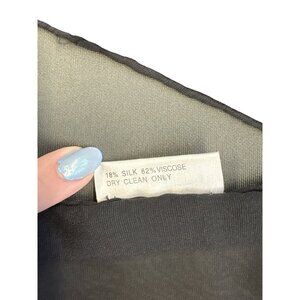 18% SILK 82% VISCOSE
DRY CLEAN ONLY